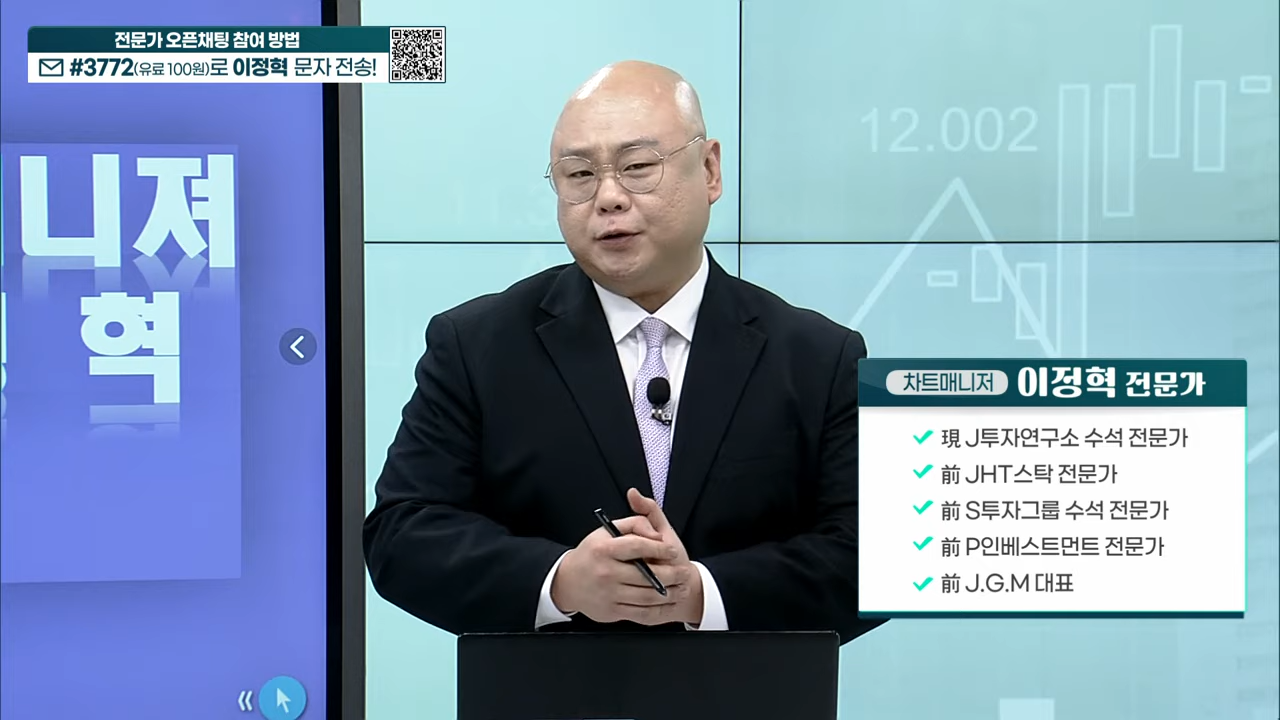 전문가 오픈채팅 참여 방법
#3772(유료 100원)로 이정혁 문자 전송!
니져
혁
12.002
차트매니저 이정혁 전문가
現 J투자연구소 수석 전문가
前 JHT스탁 전문가
前 S투자그룹 수석 전문가
前 P인베스트먼트 전문가
前 J.G.M 대표